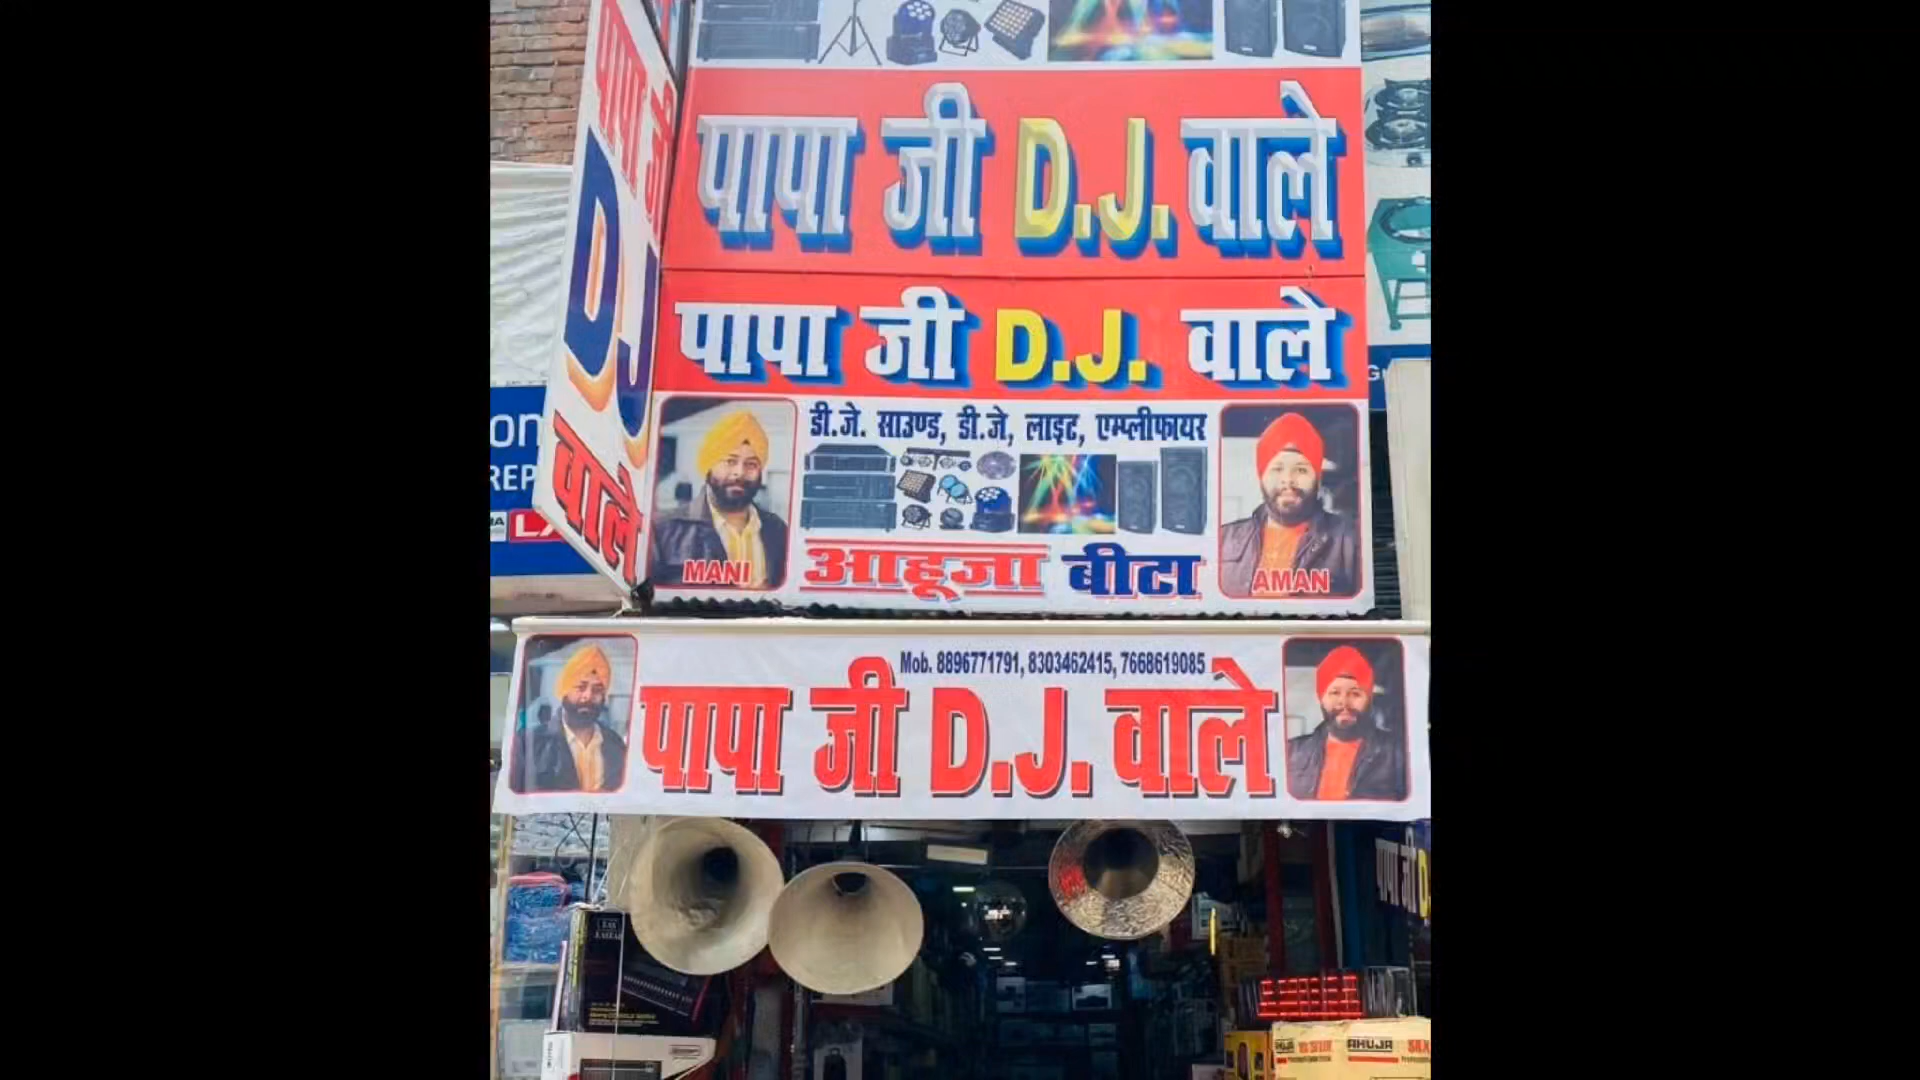 पापा जी
DJ
वाले
पापा जी D.J. वाले
पापा जी D.J. वाले
डी.जे. साउण्ड, डी.जे, लाइट, एम्प्लीफायर
MANI
आहूजा बीटा
AMAN
Mob. 8896771791, 8303462415, 7668619085
पापा जी D.J. वाले
पापा जी D
AHUJA